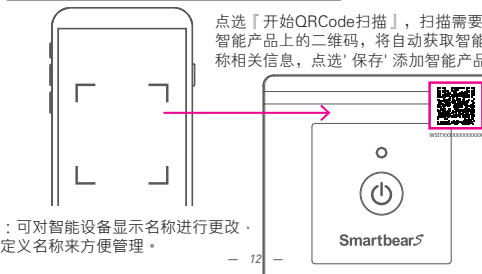 点选『开始QRCode扫描』，扫描需要
智能产品上的二维码，将自动获取智能
称相关信息，点选' 保存' 添加智能产品
Smartbear.S
：可对智能设备显示名称进行更改，
定义名称来方便管理。
— 12 —